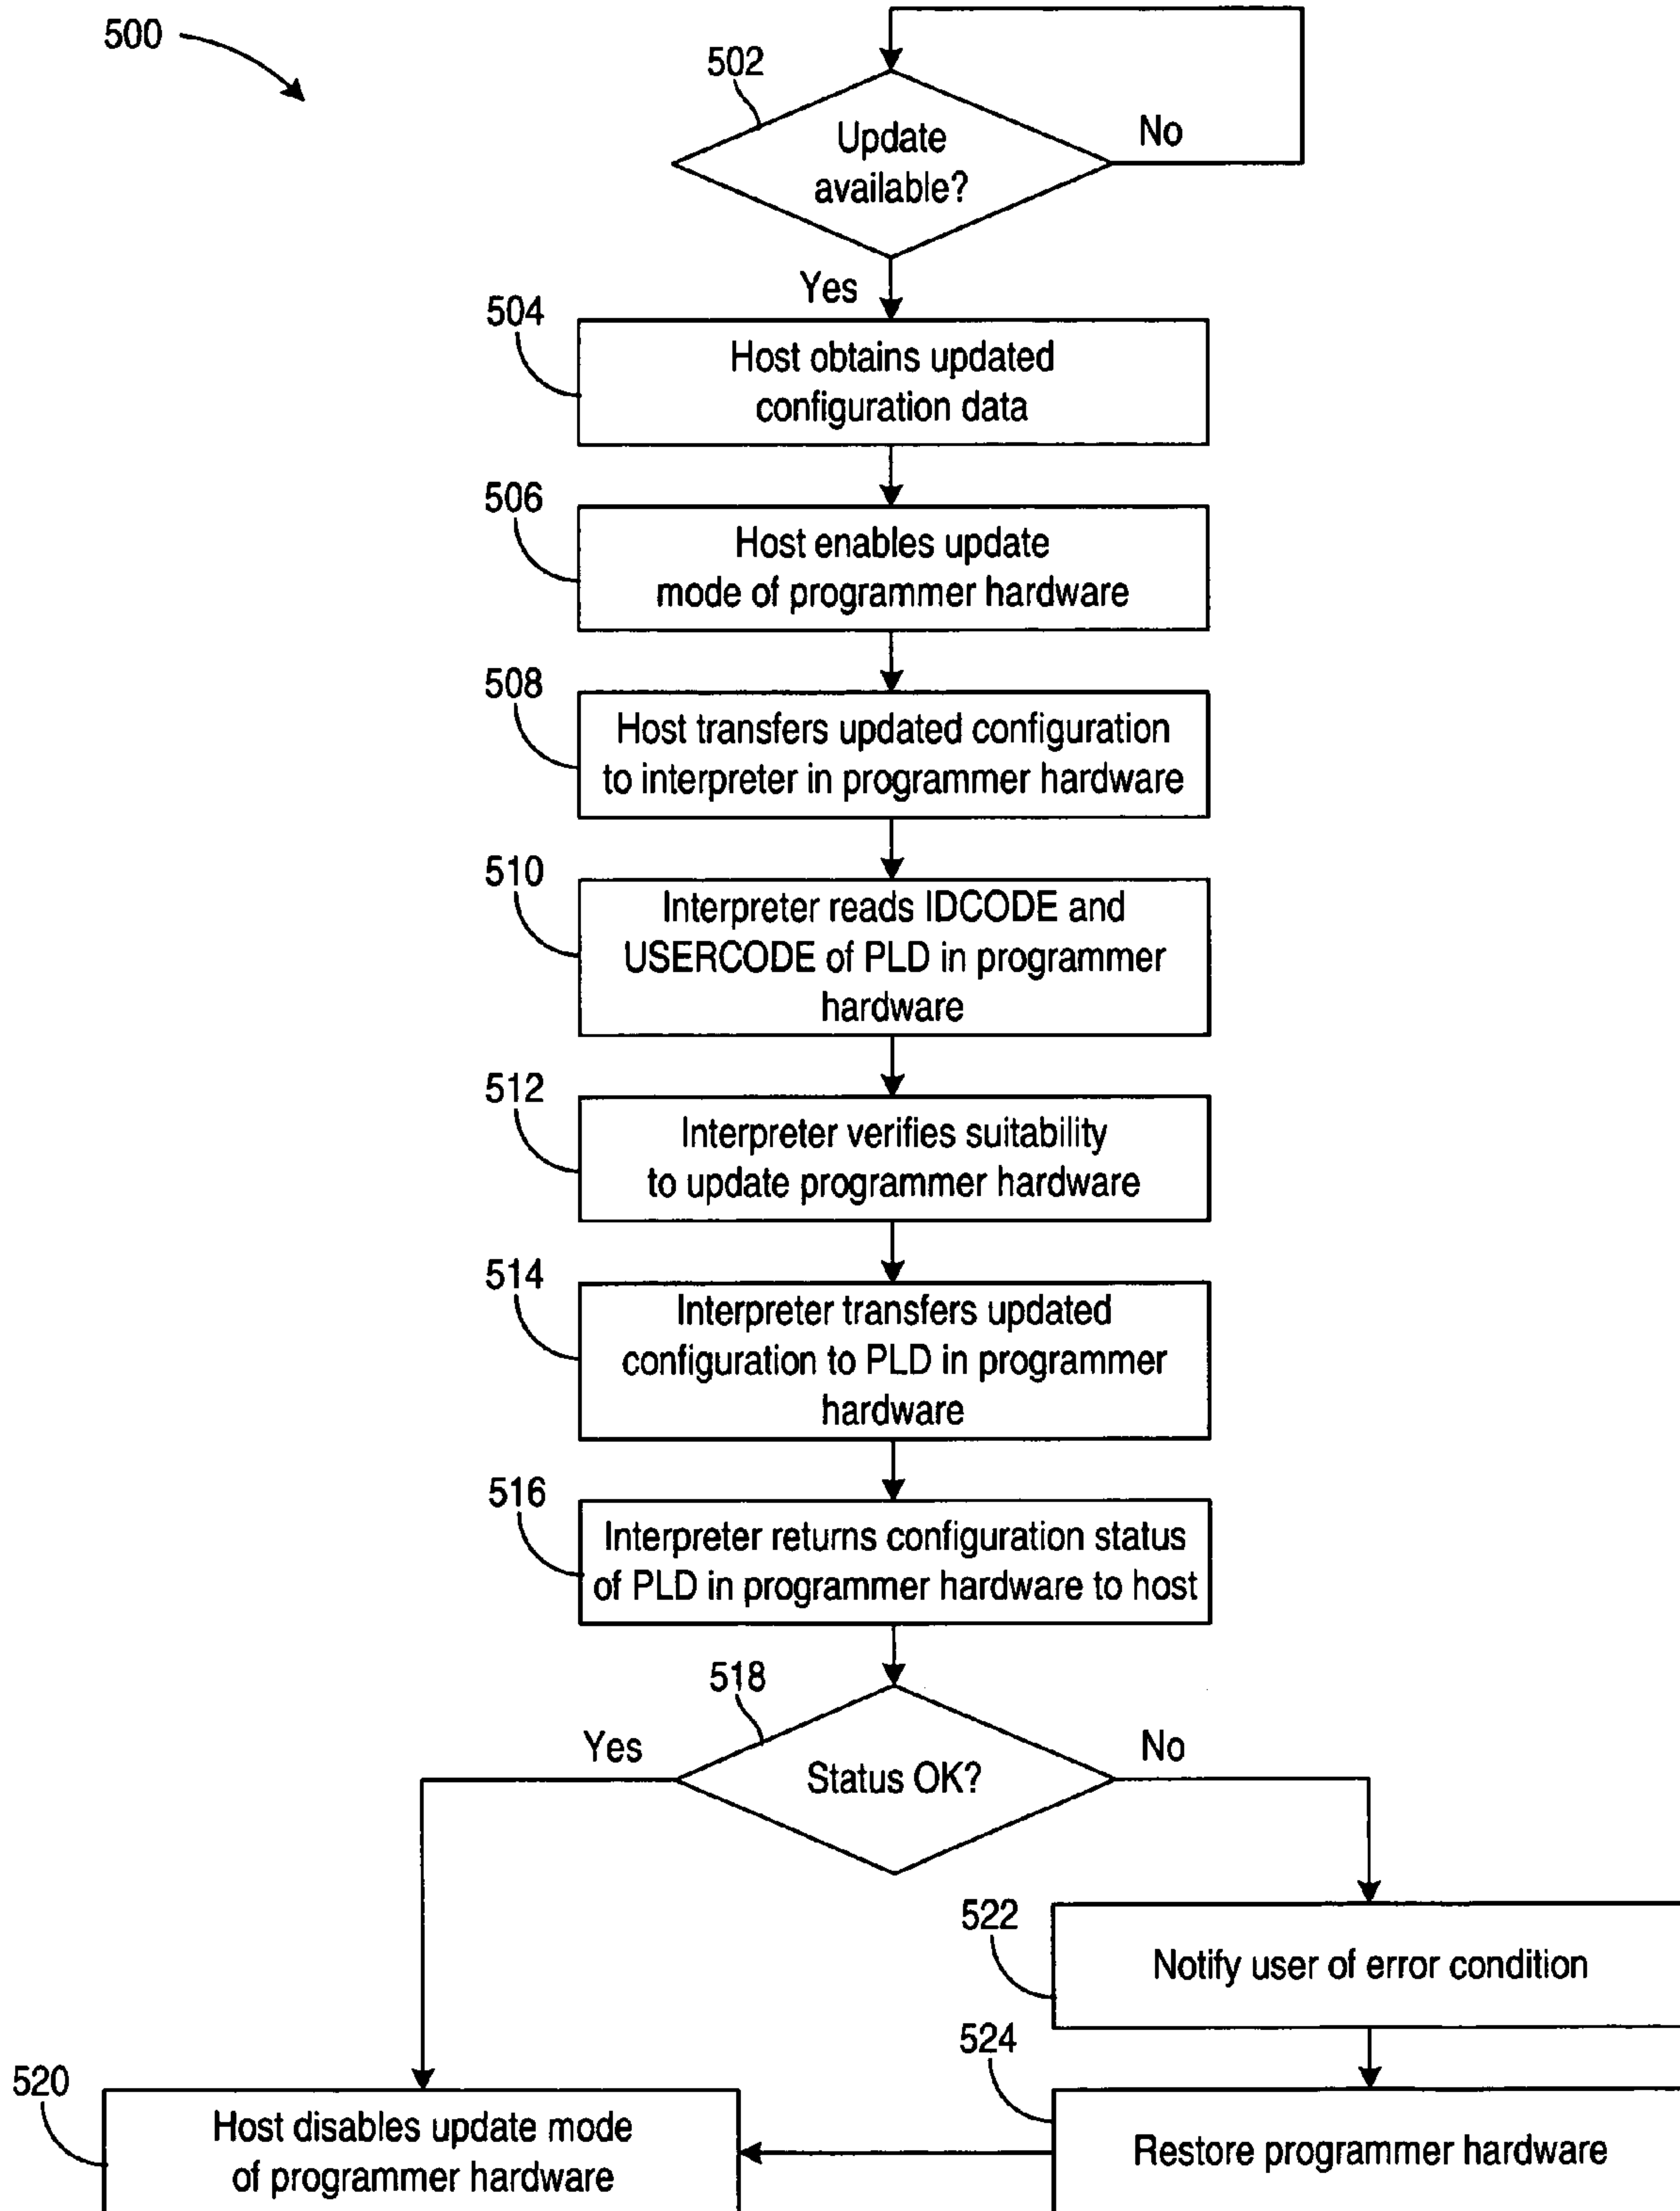 500
502
Update
available?
No
Yes
504
Host obtains updated
configuration data
506
Host enables update
mode of programmer hardware
508
Host transfers updated configuration
to interpreter in programmer hardware
510
Interpreter reads IDCODE and
USERCODE of PLD in programmer
hardware
512
Interpreter verifies suitability
to update programmer hardware
514
Interpreter transfers updated
configuration to PLD in programmer
hardware
516
Interpreter returns configuration status
of PLD in programmer hardware to host
518
Yes
Status OK?
No
522
Notify user of error condition
524
Restore programmer hardware
520
Host disables update mode
of programmer hardware